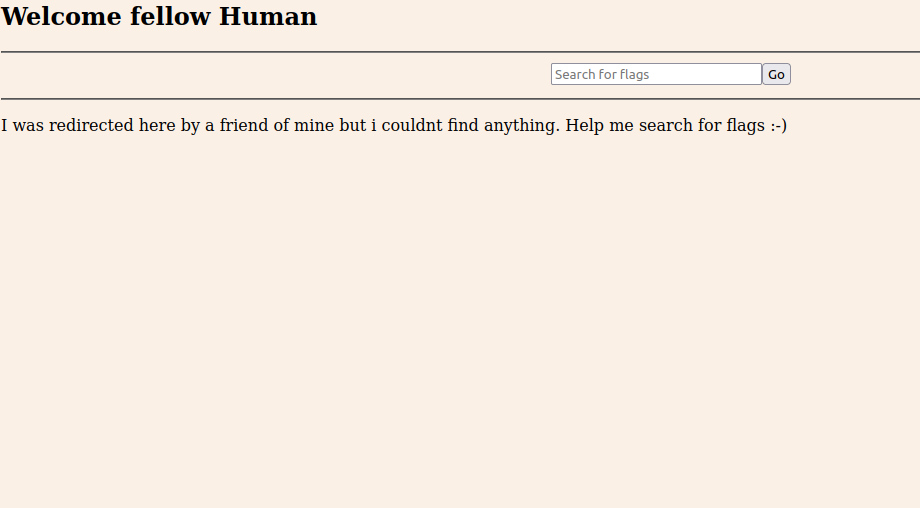 Welcome fellow Human
Search for flags
Go
I was redirected here by a friend of mine but i couldnt find anything. Help me search for flags :-)